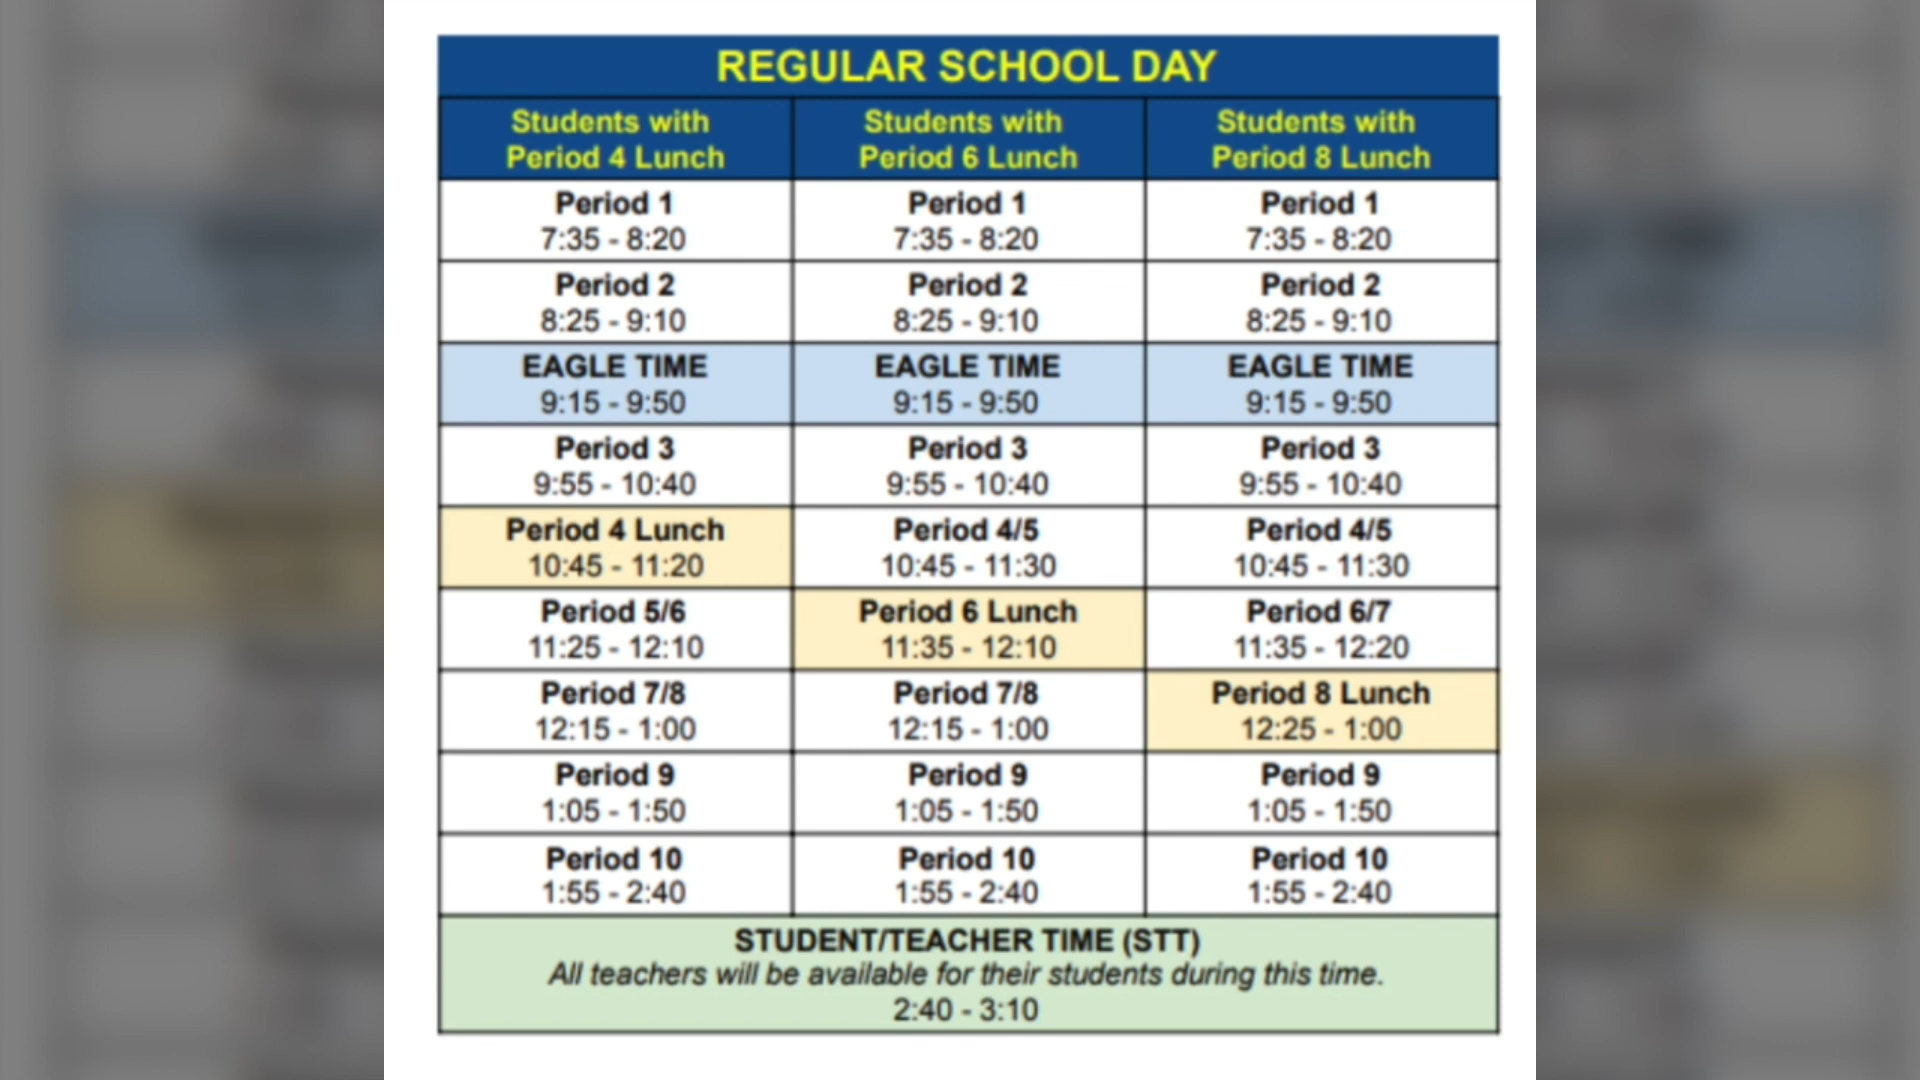 REGULAR SCHOOL DAY
Students with Period 4 Lunch
Students with Period 6 Lunch
Students with Period 8 Lunch
Period 1
7:35 - 8:20
Period 1
7:35 - 8:20
Period 1
7:35 - 8:20
Period 2
8:25 - 9:10
Period 2
8:25 - 9:10
Period 2
8:25 - 9:10
EAGLE TIME
9:15 - 9:50
EAGLE TIME
9:15 - 9:50
EAGLE TIME
9:15 - 9:50
Period 3
9:55 - 10:40
Period 3
9:55 - 10:40
Period 3
9:55 - 10:40
Period 4 Lunch
10:45 - 11:20
Period 4/5
10:45 - 11:30
Period 4/5
10:45 - 11:30
Period 5/6
11:25 - 12:10
Period 6 Lunch
11:35 - 12:10
Period 6/7
11:35 - 12:20
Period 7/8
12:15 - 1:00
Period 7/8
12:15 - 1:00
Period 8 Lunch
12:25 - 1:00
Period 9
1:05 - 1:50
Period 9
1:05 - 1:50
Period 9
1:05 - 1:50
Period 10
1:55 - 2:40
Period 10
1:55 - 2:40
Period 10
1:55 - 2:40
STUDENT/TEACHER TIME (STT)
All teachers will be available for their students during this time.
2:40 - 3:10